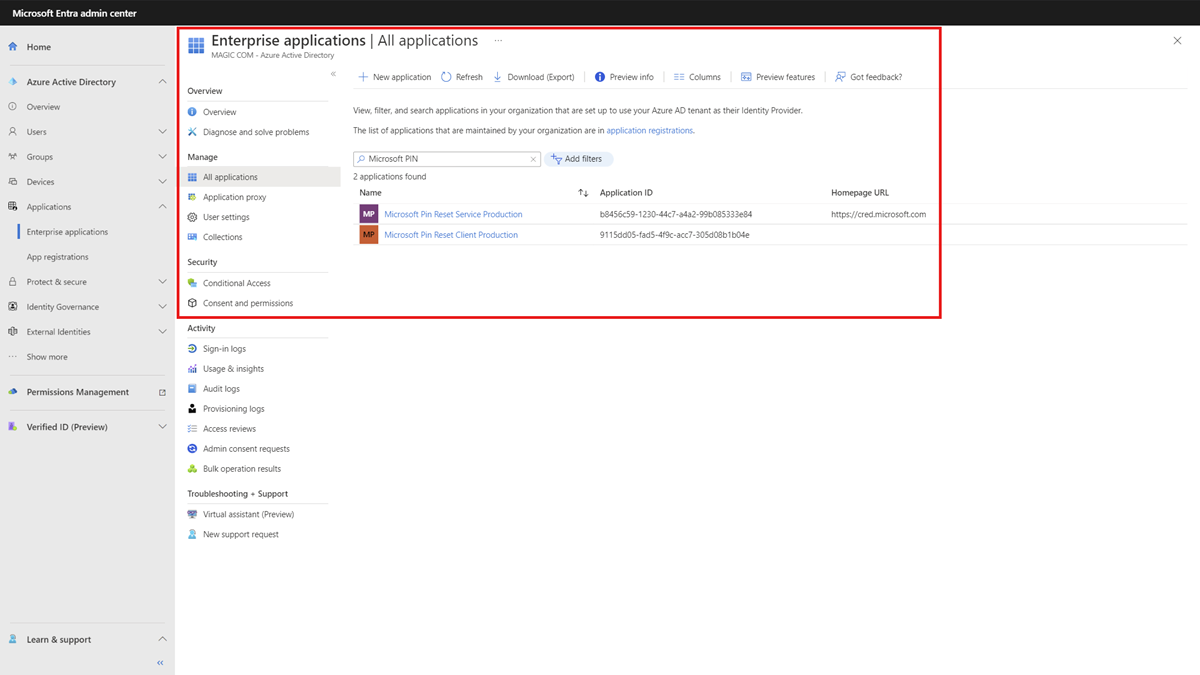 Microsoft Entra admin center
Home
Azure Active Directory
Overview
Users
Groups
Devices
Applications
Enterprise applications
App registrations
Protect & secure
Identity Governance
External Identities
Show more
Permissions Management
Verified ID (Preview)
Learn & support
Enterprise applications | All applications
MAGIC COM - Azure Active Directory
Overview
Overview
Diagnose and solve problems
Manage
All applications
Application proxy
User settings
Collections
Security
Conditional Access
Consent and permissions
Activity
Sign-in logs
Usage & insights
Audit logs
Provisioning logs
Access reviews
Admin consent requests
Bulk operation results
Troubleshooting + Support
Virtual assistant (Preview)
New support request
New application Refresh Download (Export) Preview info Columns Preview features Got feedback?
View, filter, and search applications in your organization that are set up to use your Azure AD tenant as their Identity Provider.
The list of applications that are maintained by your organization are in application registrations.
Microsoft PIN Add filters
2 applications found
Name Application ID Homepage URL
MP Microsoft Pin Reset Service Production b8456c59-1230-44c7-a4a2-99b085333e84 https://cred.microsoft.com
MP Microsoft Pin Reset Client Production 9115dd05-fad5-4f9c-acc7-305d08b1b04e